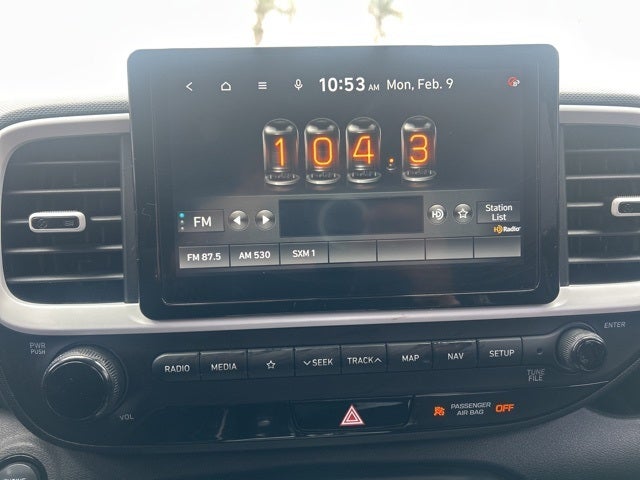 10:53 AM Mon, Feb. 9
104.3
FM
HD
Station
List
HD Radio
FM 87.5 AM 530 SXM 1
PWR
PUSH
VOL
RADIO MEDIA SEEK TRACK MAP NAV SETUP
ENTER
TUNE
FILE
PASSENGER
AIR BAG OFF